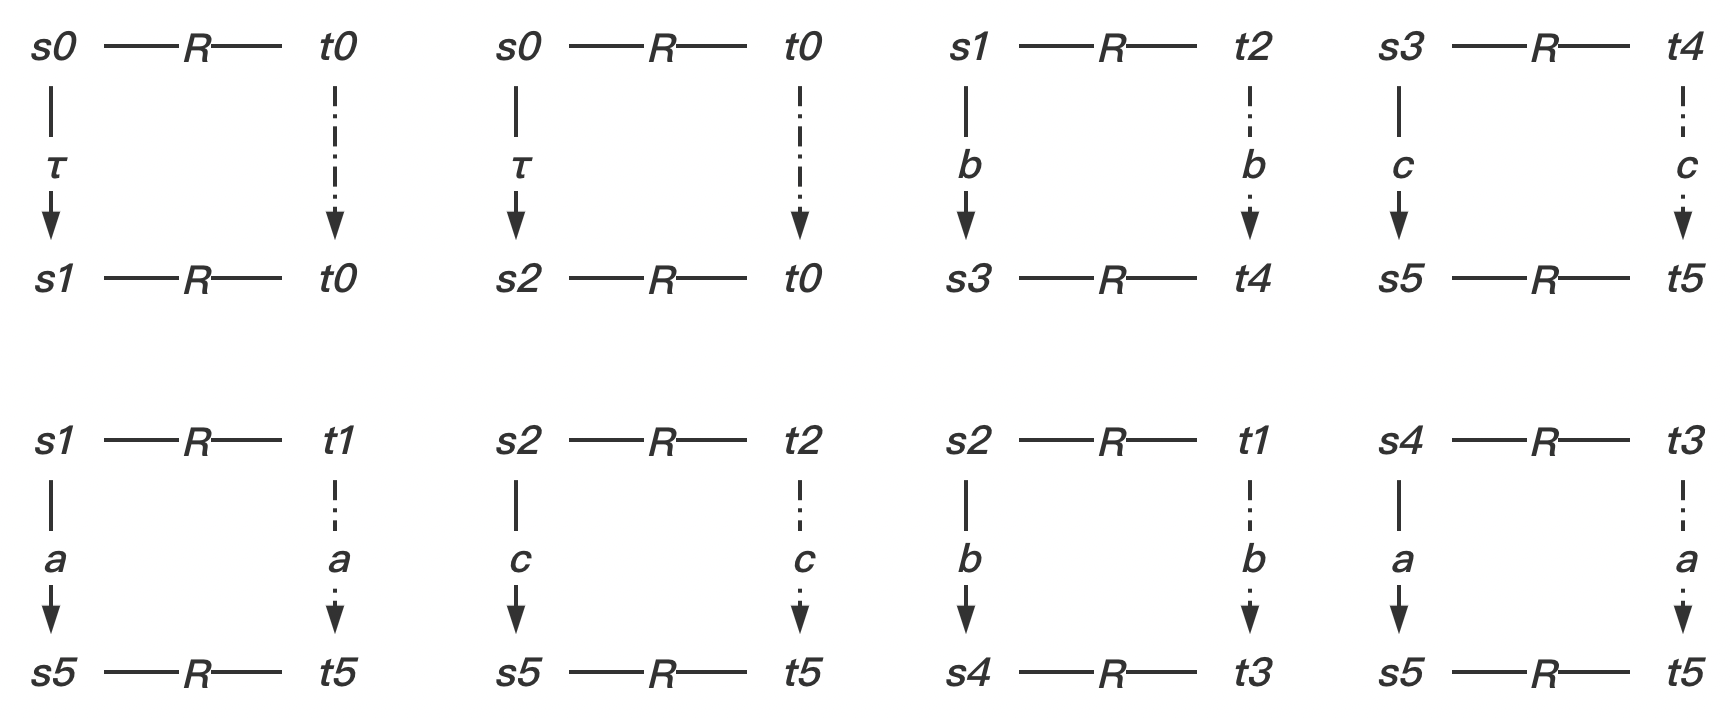 s0 R t0 s0 R t0 s1 R t2 s3 R t4
τ τ b b c c
s1 R t0 s2 R t0 s3 R t4 s5 R t5
s1 R t1 s2 R t2 s2 R t1 s4 R t3
a a c c b b a a
s5 R t5 s5 R t5 s4 R t3 s5 R t5